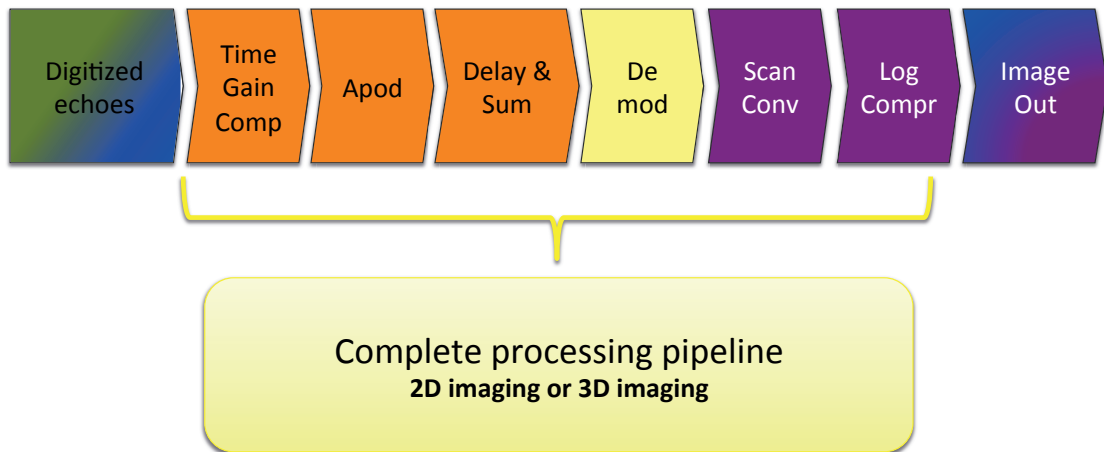 Digitized
echoes
Time
Gain
Comp
Apod
Delay &
Sum
De
mod
Scan
Conv
Log
Compr
Image
Out
Complete processing pipeline
2D imaging or 3D imaging